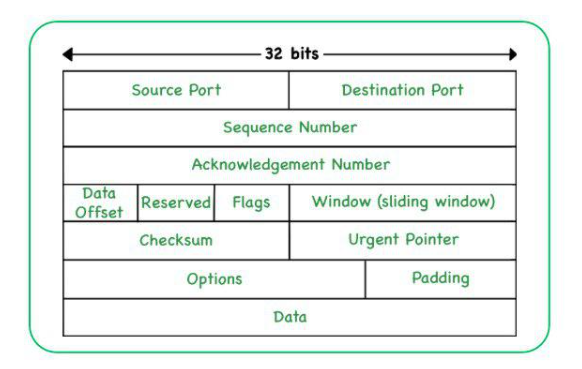 32 bits
Source Port
Destination Port
Sequence Number
Acknowledgement Number
Data
Offset
Reserved
Flags
Window (sliding window)
Checksum
Urgent Pointer
Options
Padding
Data